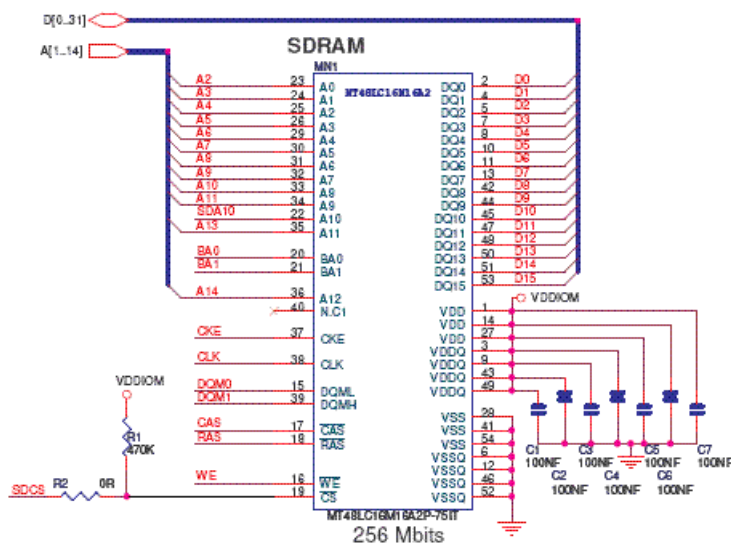 D[0..31]
A[1..14]
SDRAM
MN1
MT48LC16M16A2
A2 23 A0 DQ0 2 D0
A3 24 A1 DQ1 4 D1
A4 25 A2 DQ2 5 D2
A5 26 A3 DQ3 7 D3
A6 29 A4 DQ4 8 D4
A7 30 A5 DQ5 10 D5
A8 31 A6 DQ6 11 D6
A9 32 A7 DQ7 13 D7
A10 33 A8 DQ8 42 D8
A11 34 A9 DQ9 44 D9
SDA10 22 A10 DQ10 45 D10
A13 35 A11 DQ11 47 D11
DQ12 48 D12
BA0 20 BA0 DQ13 50 D13
BA1 21 BA1 DQ14 51 D14
DQ15 53 D15
A14 36 A12
40 N.C1
VDDIOM
VDD 1
VDD 14
CKE 37 CKE VDD 27
VDDQ 3
CLK 38 CLK VDDQ 9
VDDQ 43
VDDQ 49
DQM0 15 DQML
DQM1 39 DQMH
VDDIOM
R1
470K
CAS 17 CAS
RAS 18 RAS
VSS 28
VSS 41
VSS 54
VSSQ 6
VSSQ 12
VSSQ 46
VSSQ 52
WE 16 WE
SDCS R2 0R 19 CS
C1 C3 C5 C7
100NF 100NF 100NF 100NF
C2 C4 C6
100NF 100NF 100NF
MT48LC16M16A2P-75IT
256 Mbits